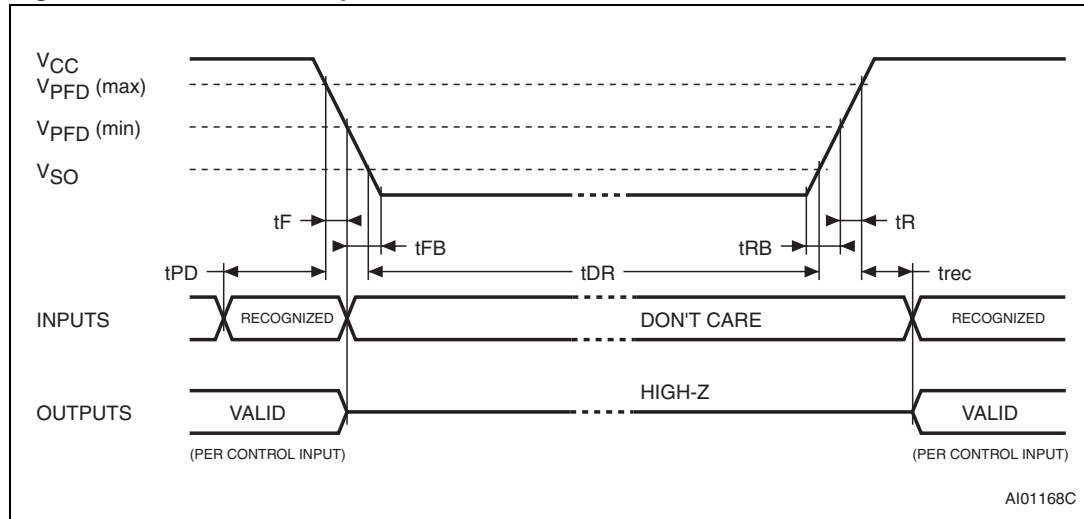 VCC
VPFD (max)
VPFD (min)
VSO
tF
tFB
tR
tRB
tPD
tDR
trec
INPUTS
RECOGNIZED
DON'T CARE
RECOGNIZED
HIGH-Z
OUTPUTS
VALID
VALID
(PER CONTROL INPUT)
(PER CONTROL INPUT)
AI01168C